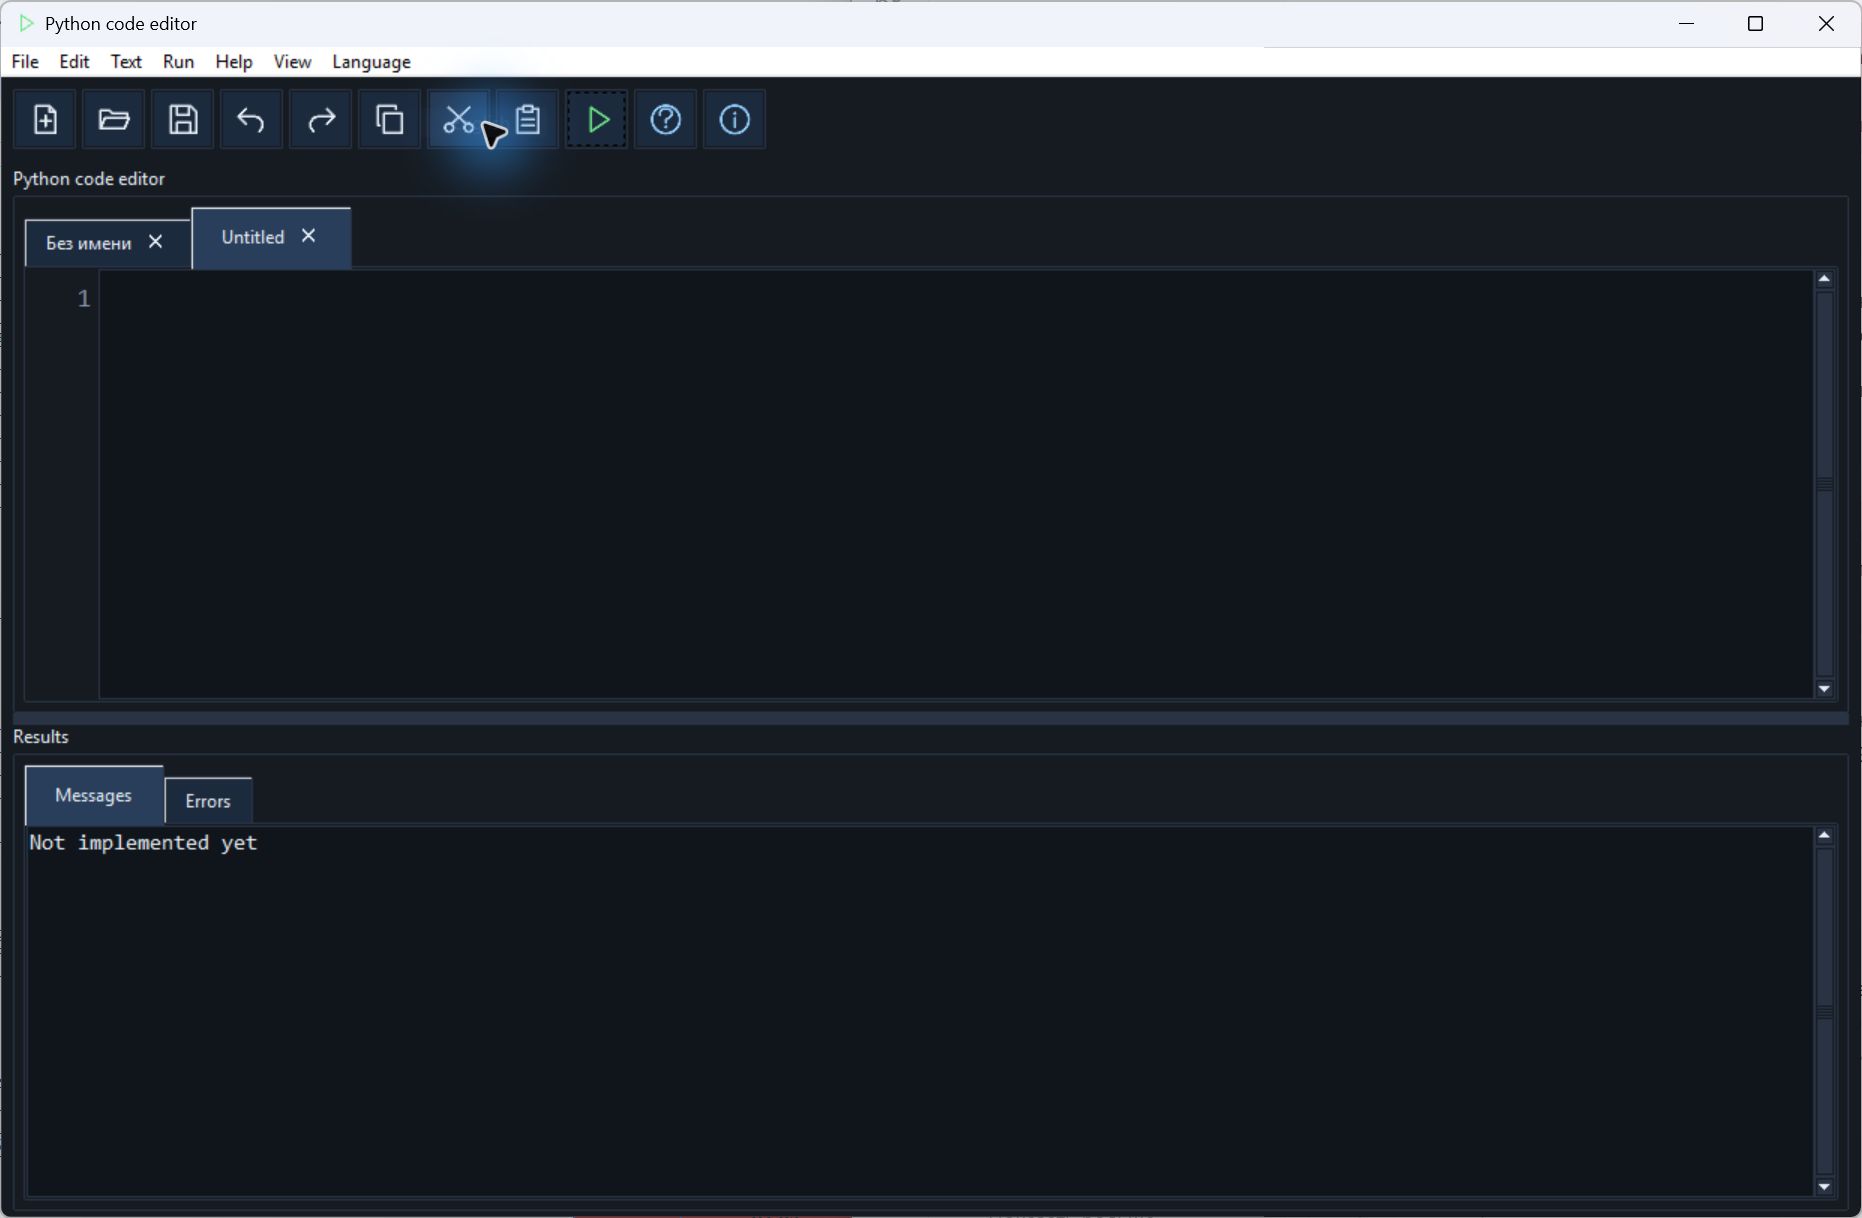 Python code editor
File Edit Text Run Help View Language
Python code editor
Без имени Untitled
1
Results
Messages Errors
Not implemented yet